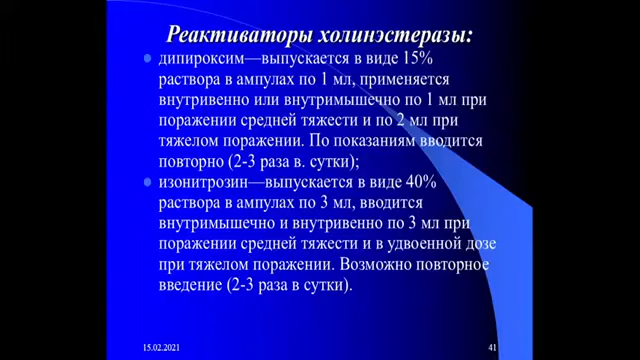 Реактиваторы холинэстеразы:
дипироксим—выпускается в виде 15%
раствора в ампулах по 1 мл, применяется
внутривенно или внутримышечно по 1 мл при
поражении средней тяжести и по 2 мл при
тяжелом поражении. По показаниям вводится
повторно (2-3 раза в. сутки);
изонитрозин—выпускается в виде 40%
раствора в ампулах по 3 мл, вводится
внутримышечно и внутривенно по 3 мл при
поражении средней тяжести и в удвоенной дозе
при тяжелом поражении. Возможно повторное
введение (2-3 раза в сутки).
15.02.2021
41